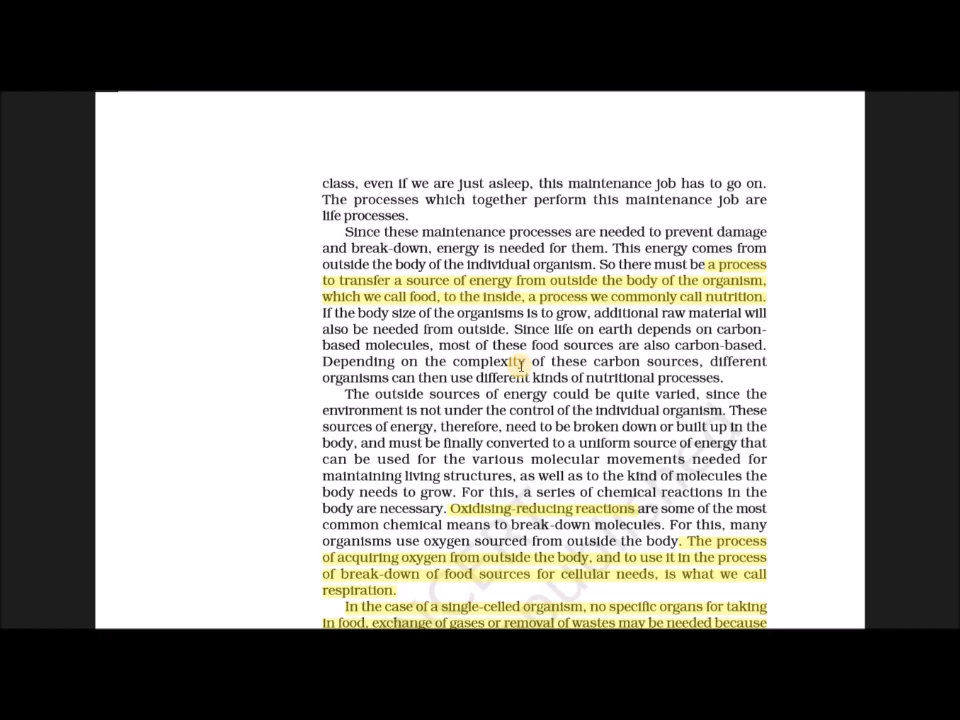 class, even if we are just asleep, this maintenance job has to go on.
The processes which together perform this maintenance job are
life processes.
Since these maintenance processes are needed to prevent damage
and break-down, energy is needed for them. This energy comes from
outside the body of the individual organism. So there must be a process
to transfer a source of energy from outside the body of the organism,
which we call food, to the inside, a process we commonly call nutrition.
If the body size of the organisms is to grow, additional raw material will
also be needed from outside. Since life on earth depends on carbon-
based molecules, most of these food sources are also carbon-based.
Depending on the complexity of these carbon sources, different
organisms can then use different kinds of nutritional processes.
The outside sources of energy could be quite varied, since the
environment is not under the control of the individual organism. These
sources of energy, therefore, need to be broken down or built up in the
body, and must be finally converted to a uniform source of energy that
can be used for the various molecular movements needed for
maintaining living structures, as well as to the kind of molecules the
body needs to grow. For this, a series of chemical reactions in the
body are necessary. Oxidising-reducing reactions are some of the most
common chemical means to break-down molecules. For this, many
organisms use oxygen sourced from outside the body. The process
of acquiring oxygen from outside the body, and to use it in the process
of break-down of food sources for cellular needs, is what we call
respiration.
In the case of a single-celled organism, no specific organs for taking
in food, exchange of gases or removal of wastes may be needed because